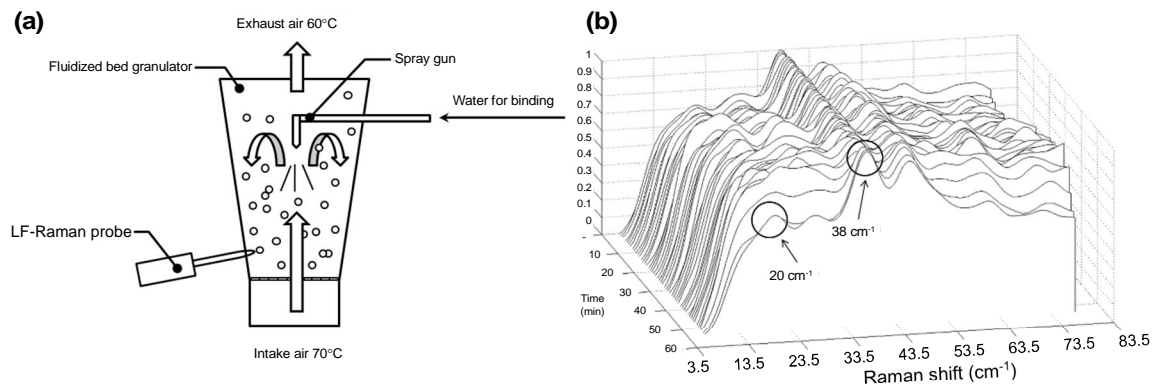 (a)
Exhaust air 60°C
Fluidized bed granulator
Spray gun
Water for binding
LF-Raman probe
Intake air 70°C
(b)
1
0.9
0.8
0.7
0.6
0.5
0.4
0.3
0.2
0.1
0
-
10
20
30
40
50
60
Time
(min)
38 cm-1
20 cm-1
3.5
13.5
23.5
33.5
43.5
53.5
63.5
73.5
83.5
Raman shift (cm-1)